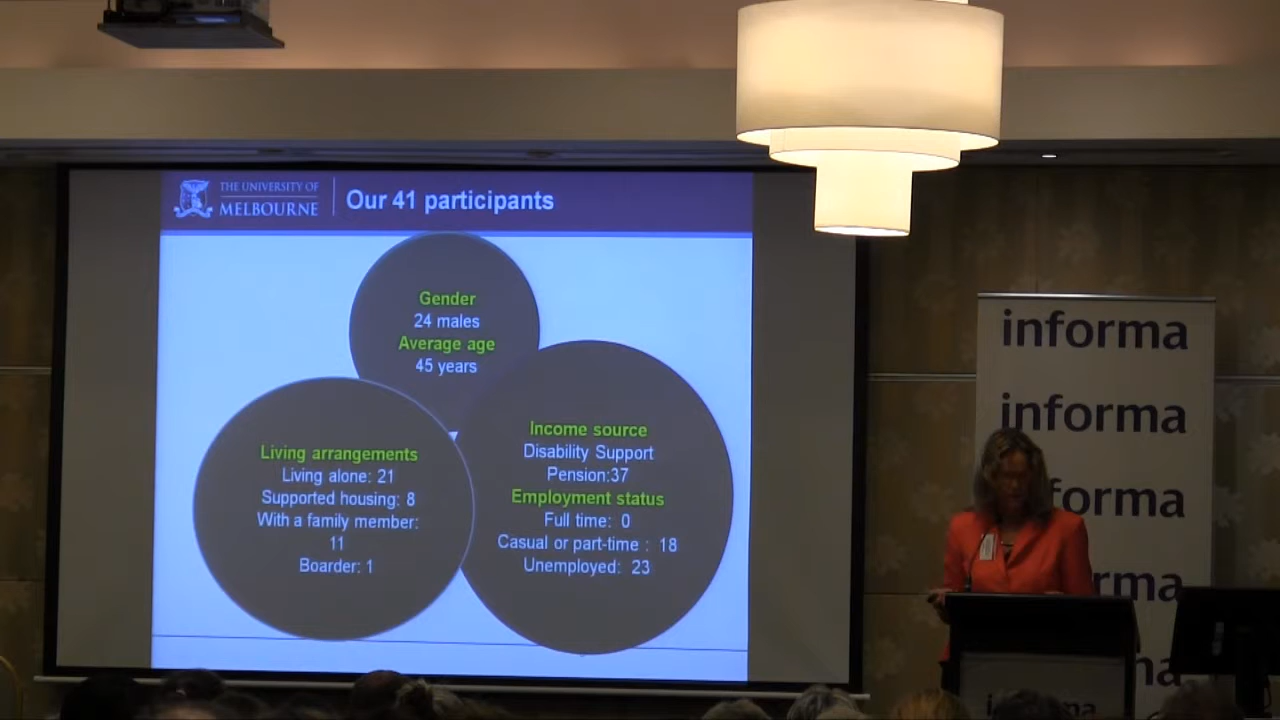 THE UNIVERSITY OF
MELBOURNE
Our 41 participants
Gender
24 males
Average age
45 years
Living arrangements
Living alone: 21
Supported housing: 8
With a family member:
11
Boarder: 1
Income source
Disability Support
Pension:37
Employment status
Full time: 0
Casual or part-time : 18
Unemployed: 23
informa
informa
forma
rma
na